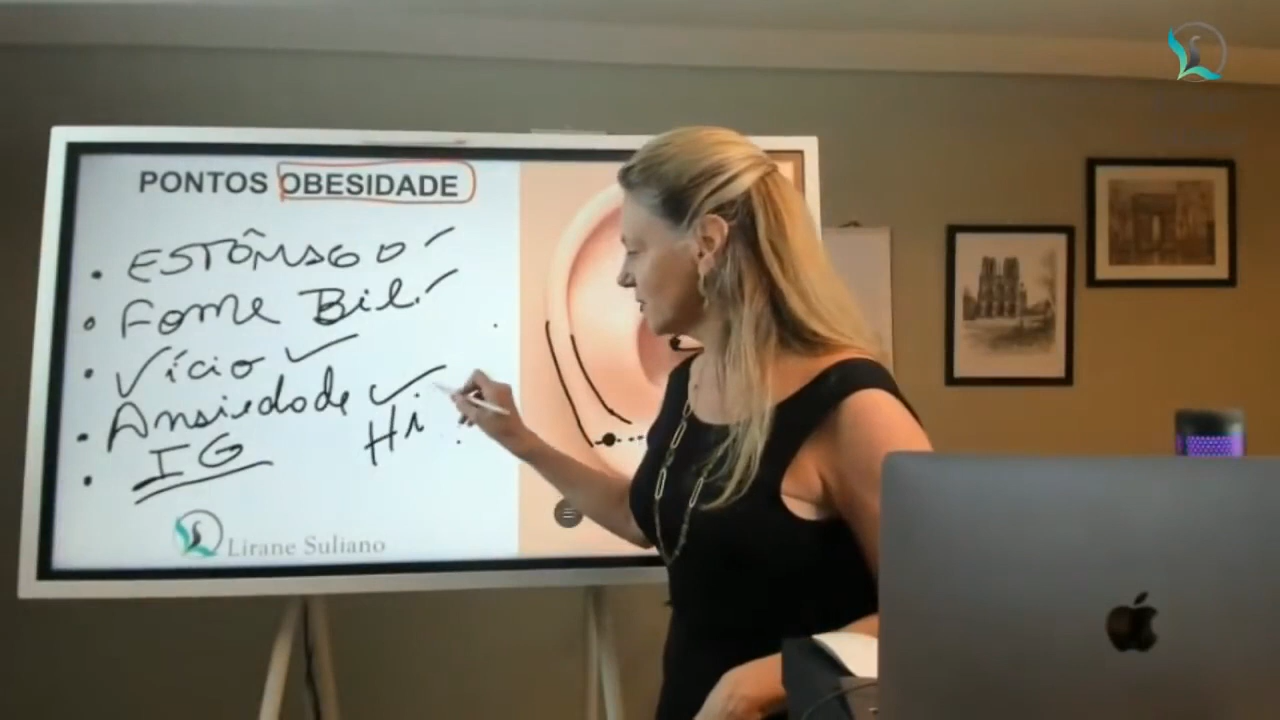 PONTOS OBESIDADE
ESTÔMAGO
Fome Bil.
Vício
Ansiedade
Hi
IG
Lirane Suliano